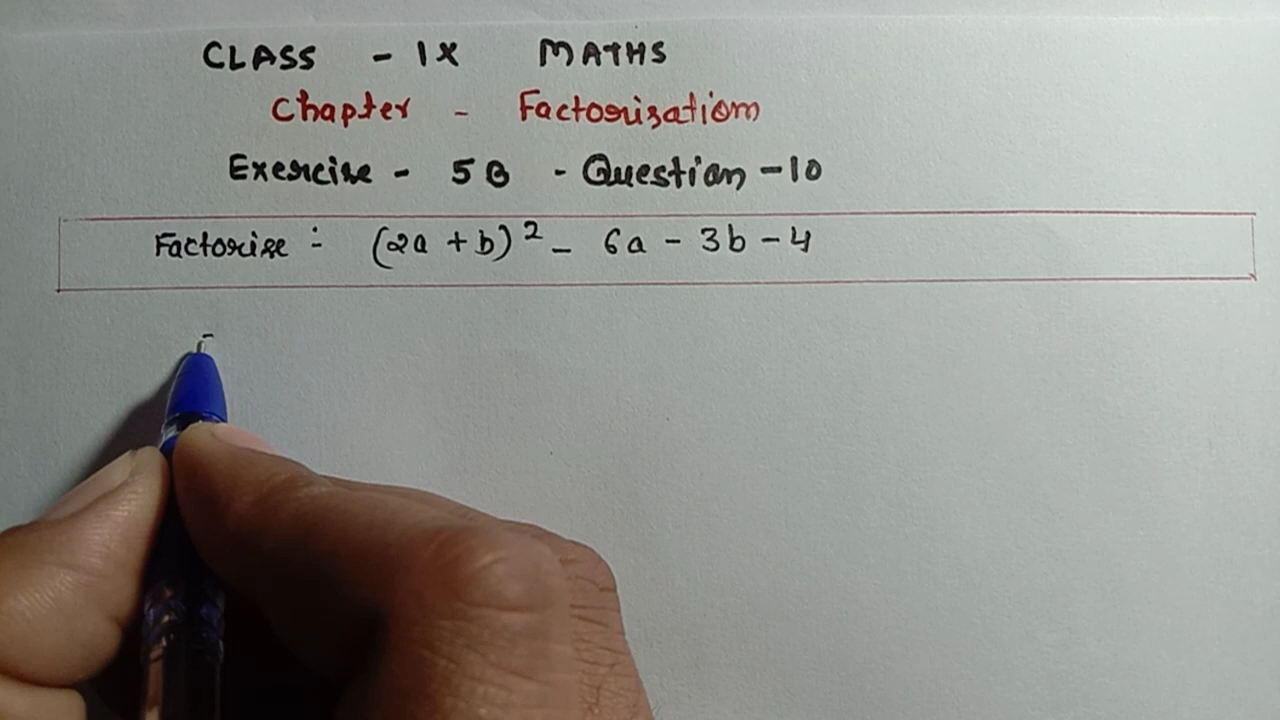 CLASS - IX MATHS
Chapter - Factorisation
Exercise - 5B - Question - 10
Factorise :- (2a + b)² - 6a - 3b - 4